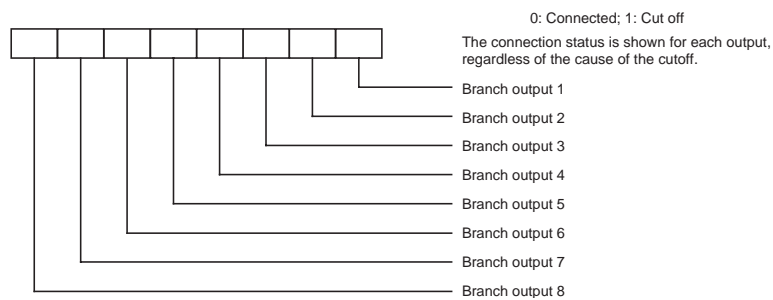 0: Connected; 1: Cut off
The connection status is shown for each output,
regardless of the cause of the cutoff.
Branch output 1
Branch output 2
Branch output 3
Branch output 4
Branch output 5
Branch output 6
Branch output 7
Branch output 8